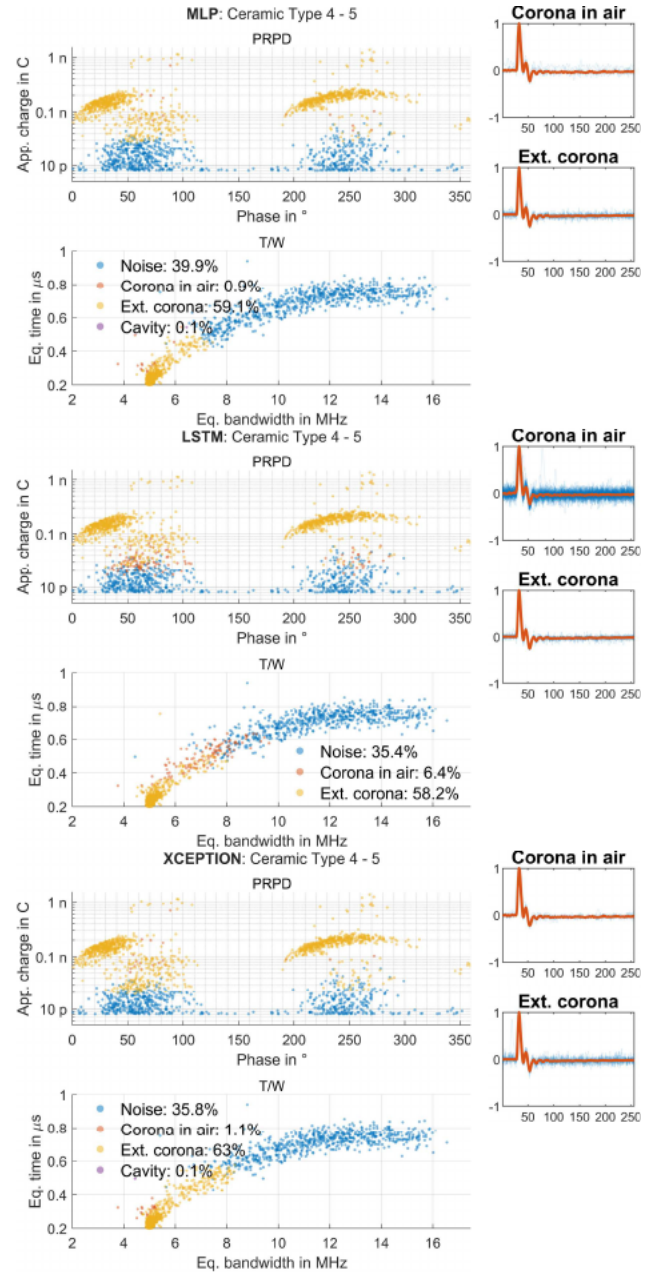 MLP: Ceramic Type 4 - 5
PRPD
App. charge in C
1 n
0.1 n
10 p
0 50 100 150 200 250 300 350
Phase in °
T/W
Eq. time in μs
1
0.8
0.6
0.4
0.2
Noise: 39.9%
Corona in air: 0.9%
Ext. corona: 59.1%
Cavity: 0.1%
2 4 6 8 10 12 14 16
Eq. bandwidth in MHz
Corona in air
1
0
-1
50 100 150 200 250
Ext. corona
1
0
-1
50 100 150 200 250
LSTM: Ceramic Type 4 - 5
PRPD
App. charge in C
1 n
0.1 n
10 p
0 50 100 150 200 250 300 350
Phase in °
T/W
Eq. time in μs
1
0.8
0.6
0.4
0.2
Noise: 35.4%
Corona in air: 6.4%
Ext. corona: 58.2%
2 4 6 8 10 12 14 16
Eq. bandwidth in MHz
Corona in air
1
0
-1
50 100 150 200 250
Ext. corona
1
0
-1
50 100 150 200 250
XCEPTION: Ceramic Type 4 - 5
PRPD
App. charge in C
1 n
0.1 n
10 p
0 50 100 150 200 250 300 350
Phase in °
T/W
Eq. time in μs
1
0.8
0.6
0.4
0.2
Noise: 35.8%
Corona in air: 1.1%
Ext. corona: 63%
Cavity: 0.1%
2 4 6 8 10 12 14 16
Eq. bandwidth in MHz
Corona in air
1
0
-1
50 100 150 200 250
Ext. corona
1
0
-1
50 100 150 200 250